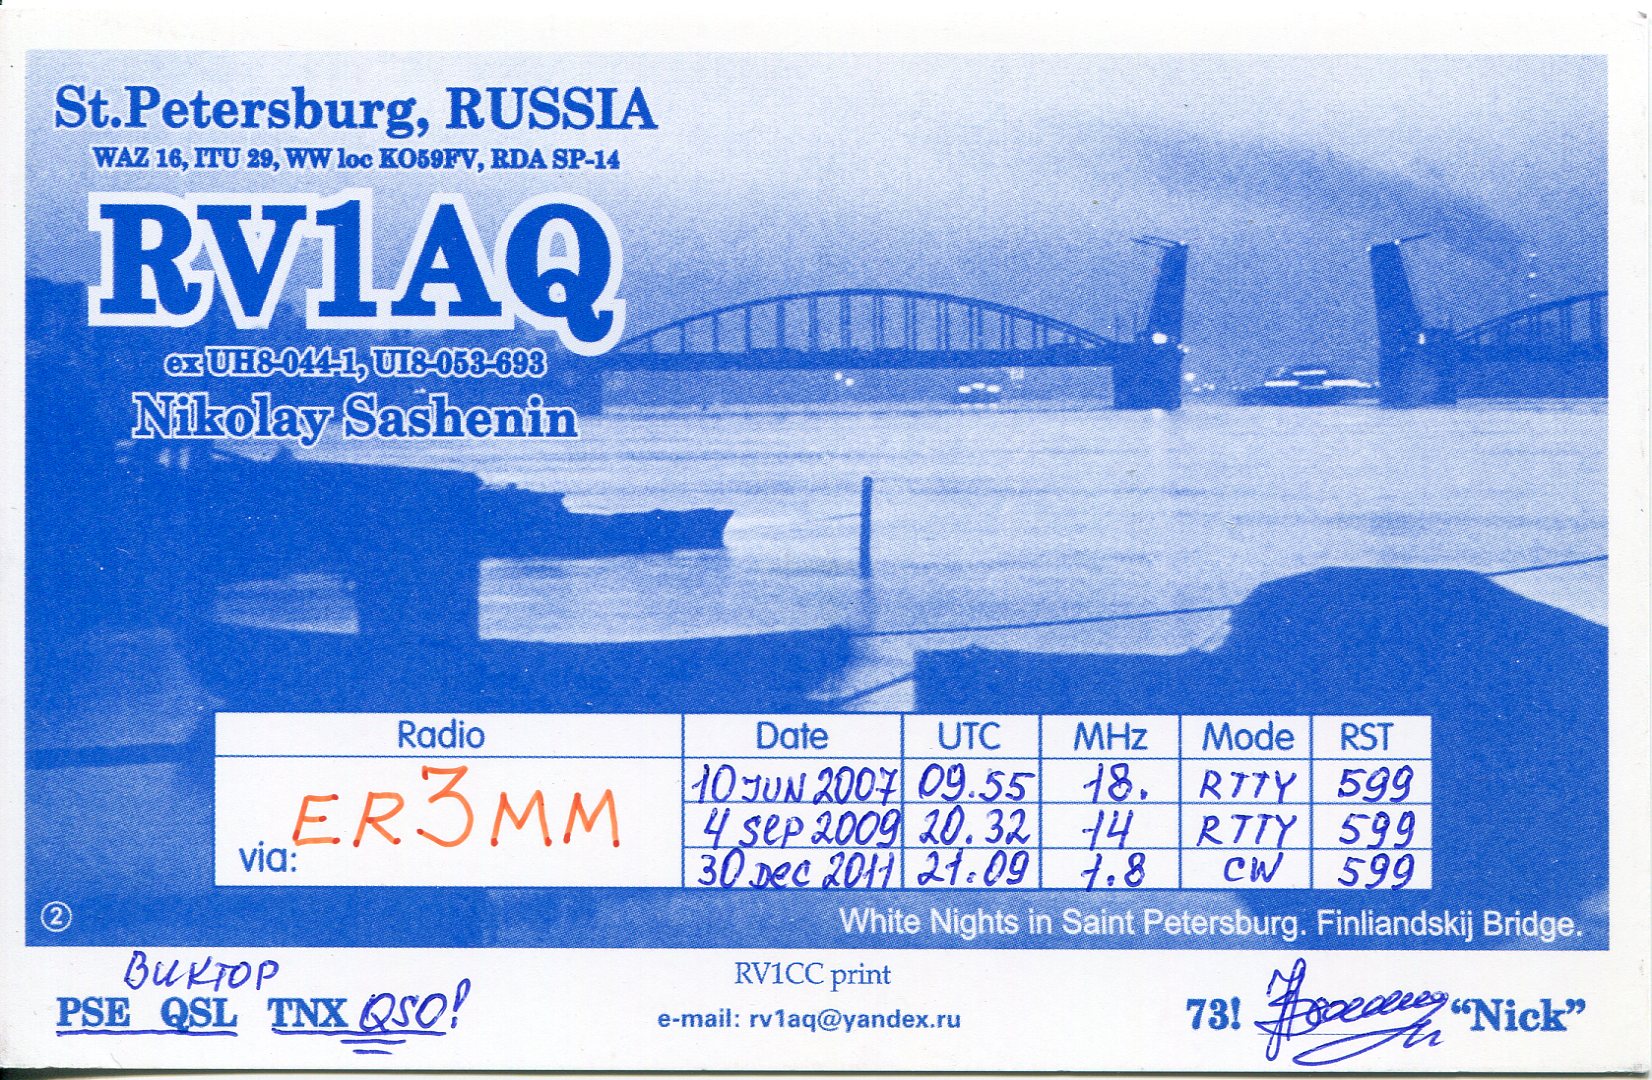 St.Petersburg, RUSSIA
WAZ 16, ITU 29, WW loc KO59FV, RDA SP-14
RV1AQ
ex UH8-044-1, UI8-053-693
Nikolay Sashenin
Radio Date UTC MHz Mode RST
ER3MM
via:
10 JUN 2007 09.55 18. RTTY 599
4 Sep 2009 20.32 14 RTTY 599
30 Dec 2011 21.09 1.8 CW 599
② White Nights in Saint Petersburg. Finliandskij Bridge.
Виктор
PSE QSL TNX QSO!
RV1CC print
e-mail: rv1aq@yandex.ru
73! "Nick"